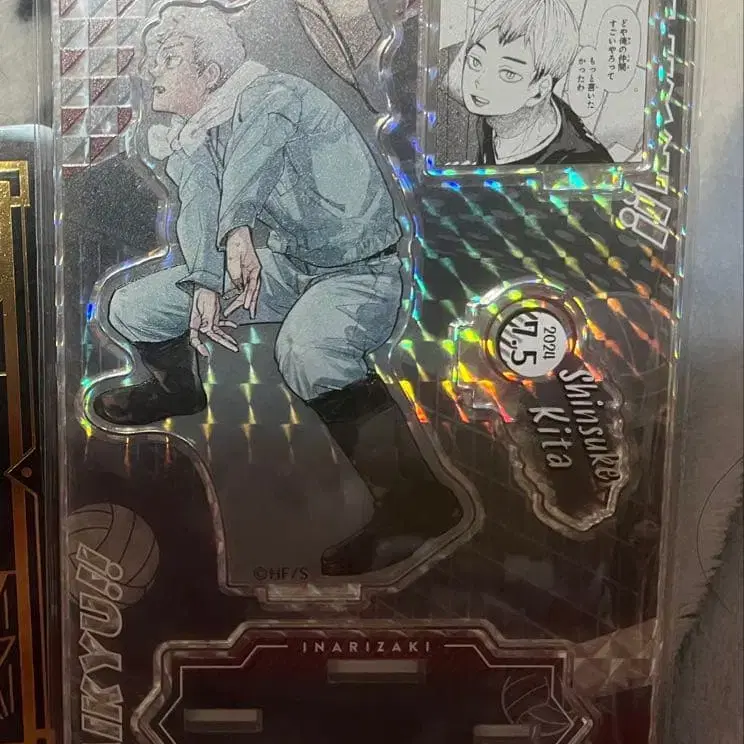 どや俺の仲間
すごいやろって
もっと言いた
かったわ
2024
7.5
Shinsuke
Kita
©HF/S
IKYU!!
INARIZAKI